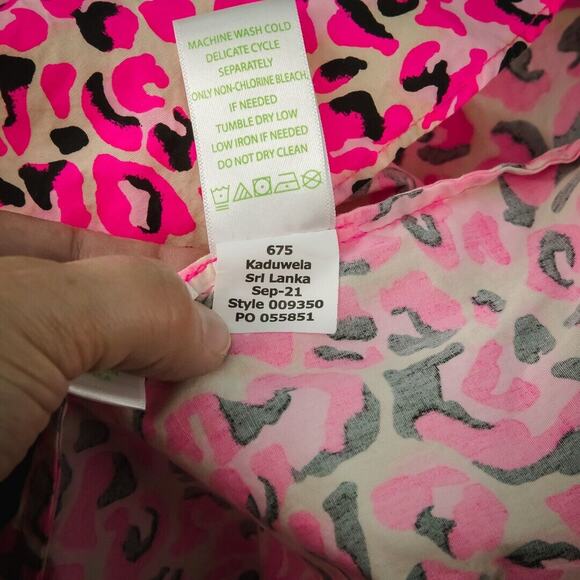 MACHINE WASH COLD
DELICATE CYCLE
SEPARATELY
ONLY NON-CHLORINE BLEACH,
IF NEEDED
TUMBLE DRY LOW
LOW IRON IF NEEDED
DO NOT DRY CLEAN
675
Kaduwela
Sri Lanka
Sep-21
Style 009350
PO 055851